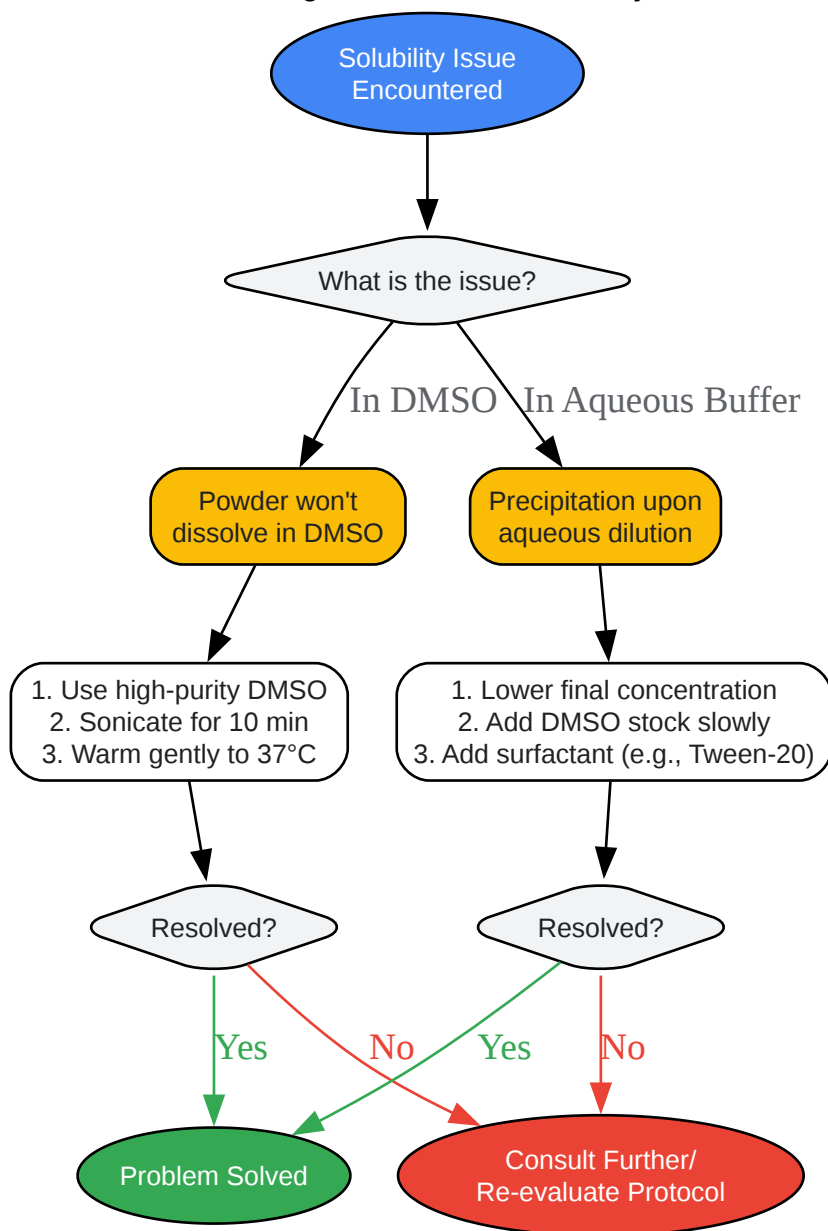 Solubility Issue
Encountered
What is the issue?
In DMSO
In Aqueous Buffer
Powder won't
dissolve in DMSO
Precipitation upon
aqueous dilution
1. Use high-purity DMSO
2. Sonicate for 10 min
3. Warm gently to 37°C
1. Lower final concentration
2. Add DMSO stock slowly
3. Add surfactant (e.g., Tween-20)
Resolved?
Resolved?
Yes
No
Yes
No
Problem Solved
Consult Further/
Re-evaluate Protocol